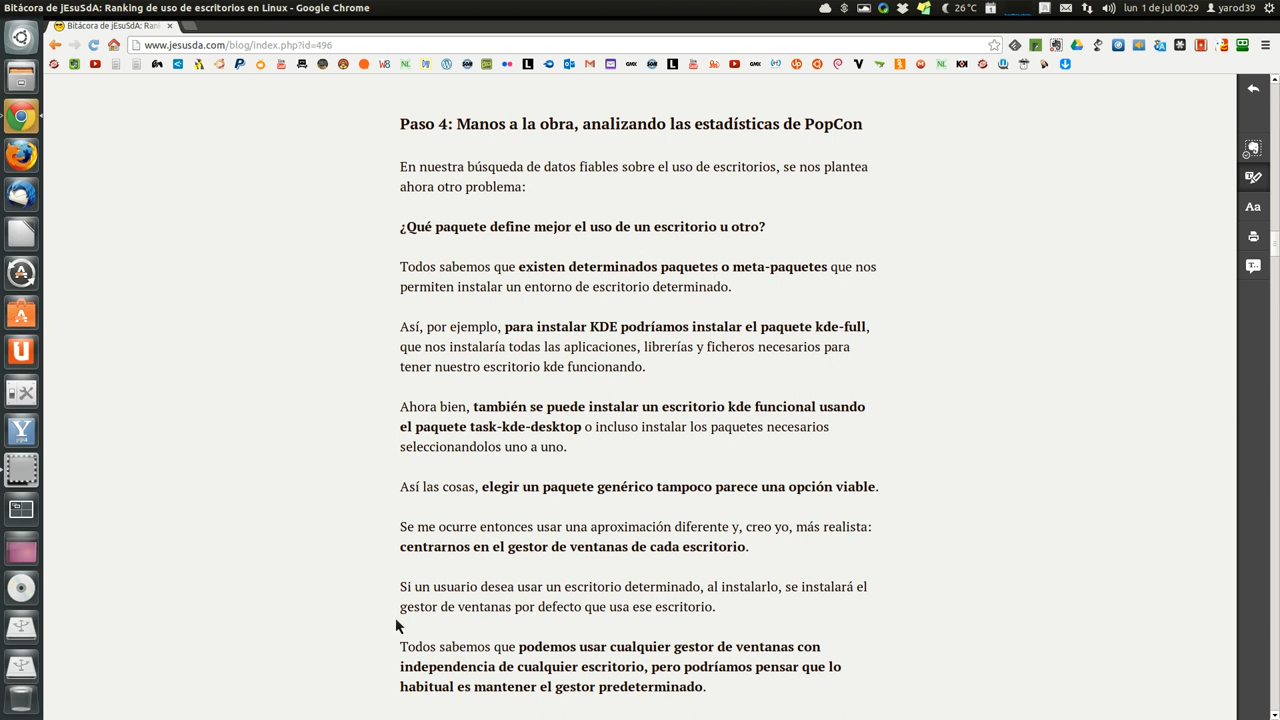 Bitácora de jEsuSdA: Ranking de uso de escritorios en Linux - Google Chrome
26°C
1
lun 1 de jul 00:29
yarod39
Bitácora de jEsuSdA: Rank
www.jesusda.com/blog/index.php?id=496
Paso 4: Manos a la obra, analizando las estadísticas de PopCon
En nuestra búsqueda de datos fiables sobre el uso de escritorios, se nos plantea
ahora otro problema:
¿Qué paquete define mejor el uso de un escritorio u otro?
Todos sabemos que existen determinados paquetes o meta-paquetes que nos
permiten instalar un entorno de escritorio determinado.
Así, por ejemplo, para instalar KDE podríamos instalar el paquete kde-full,
que nos instalaría todas las aplicaciones, librerías y ficheros necesarios para
tener nuestro escritorio kde funcionando.
Ahora bien, también se puede instalar un escritorio kde funcional usando
el paquete task-kde-desktop o incluso instalar los paquetes necesarios
seleccionandolos uno a uno.
Así las cosas, elegir un paquete genérico tampoco parece una opción viable.
Se me ocurre entonces usar una aproximación diferente y, creo yo, más realista:
centrarnos en el gestor de ventanas de cada escritorio.
Si un usuario desea usar un escritorio determinado, al instalarlo, se instalará el
gestor de ventanas por defecto que usa ese escritorio.
Todos sabemos que podemos usar cualquier gestor de ventanas con
independencia de cualquier escritorio, pero podríamos pensar que lo
habitual es mantener el gestor predeterminado.
Aa